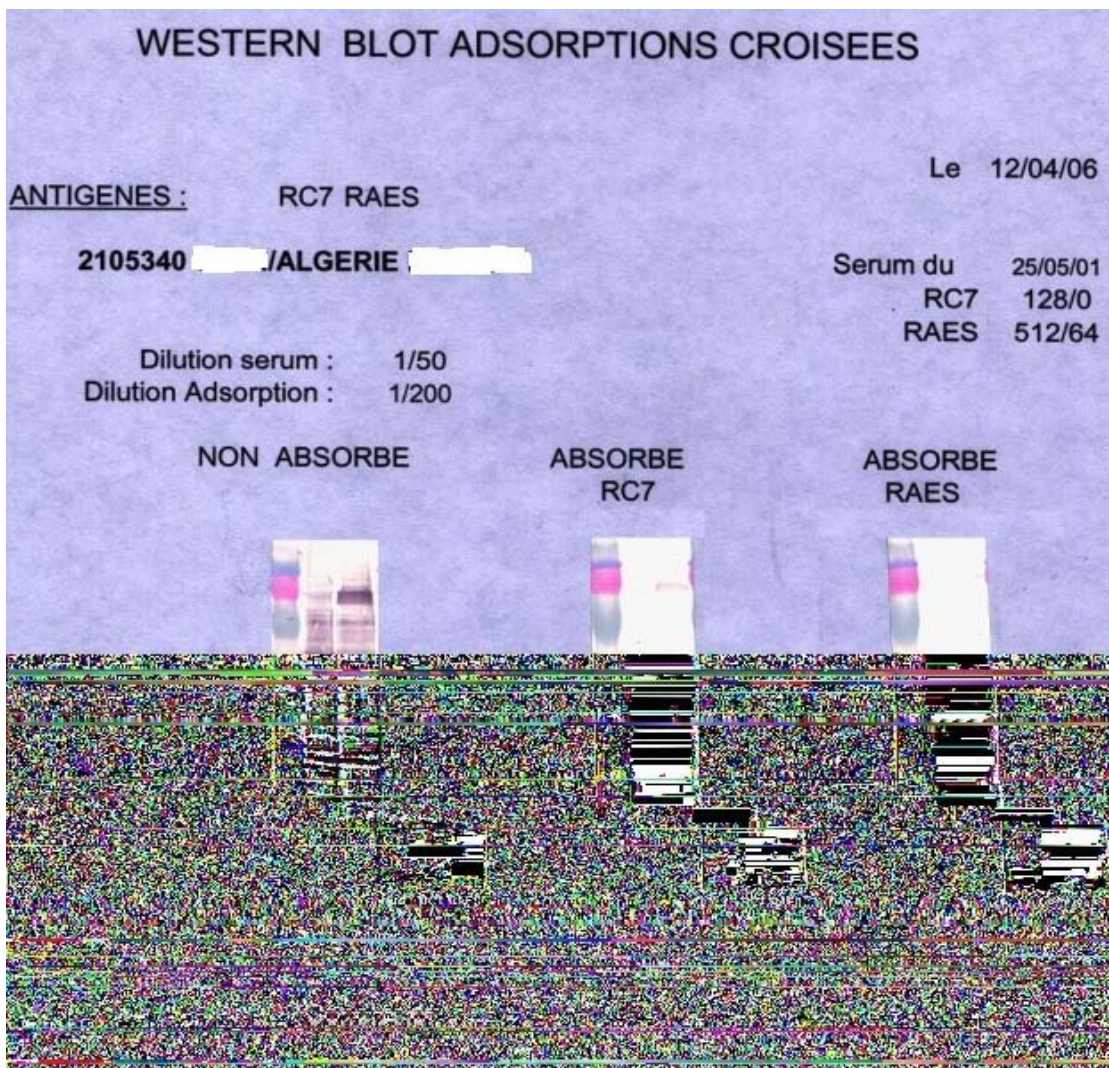 WESTERN BLOT ADSORPTIONS CROISEES
Le 12/04/06
ANTIGENES : RC7 RAES
2105340 /ALGERIE
Serum du 25/05/01
RC7 128/0
RAES 512/64
Dilution serum : 1/50
Dilution Adsorption : 1/200
NON ABSORBE
ABSORBE
RC7
ABSORBE
RAES